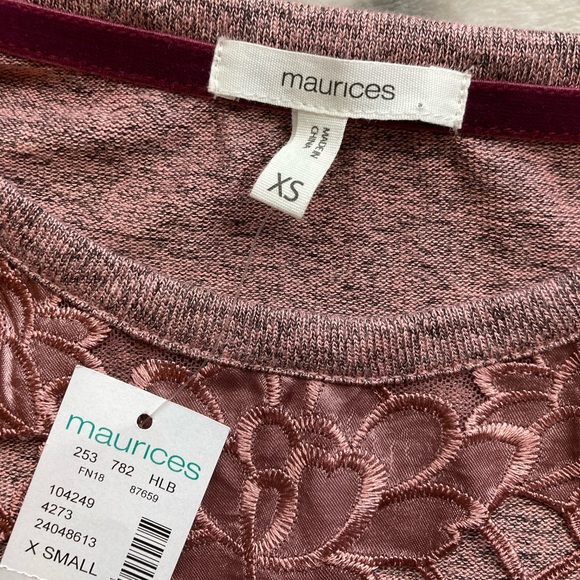 maurices
MADE IN
CHINA
XS
maurices
253 782 HLB
FN18 87659
104249
4273
24048613
X SMALL